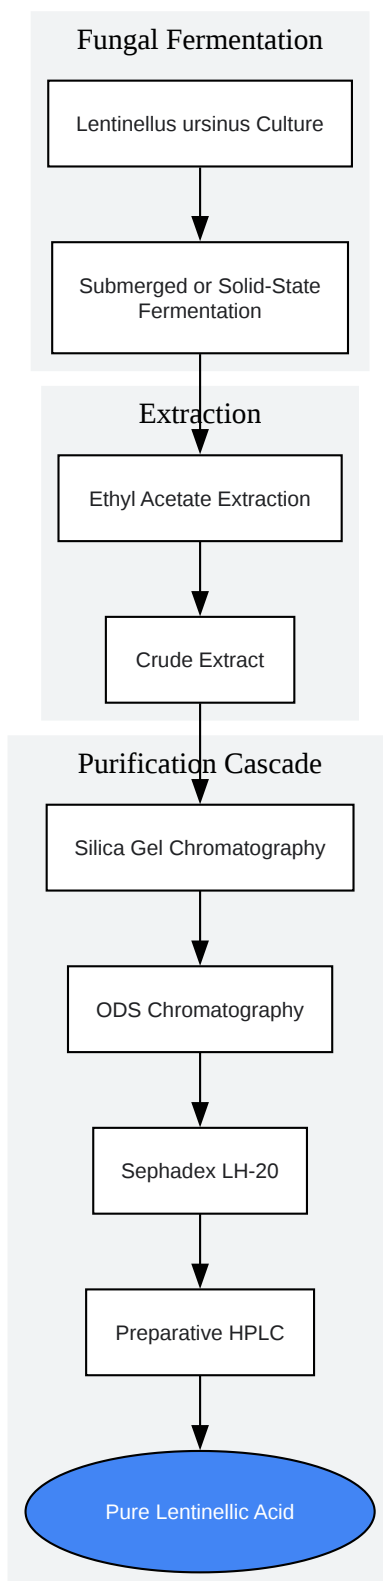 Fungal Fermentation
Lentinellus ursinus Culture
Submerged or Solid-State
Fermentation
Extraction
Ethyl Acetate Extraction
Crude Extract
Purification Cascade
Silica Gel Chromatography
ODS Chromatography
Sephadex LH-20
Preparative HPLC
Pure Lentinellic Acid